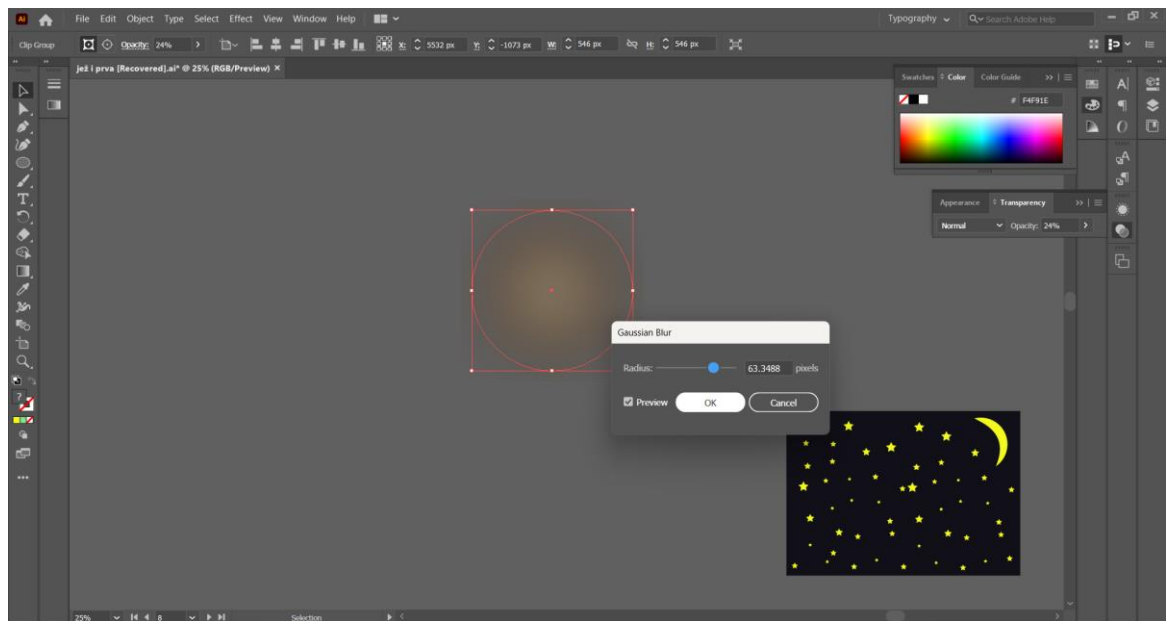 Ai File Edit Object Type Select Effect View Window Help Typography Search Adobe Help
Clip Group Opacity: 24% X: 5532 px Y: -1073 px W: 546 px H: 546 px
jež i prva [Recovered].ai* @ 25% (RGB/Preview) ×
Swatches Color Color Guide
# F4F91E
Appearance Transparency
Normal Opacity: 24%
Gaussian Blur
Radius: 63.3488 pixels
Preview OK Cancel
25% 8 Selection